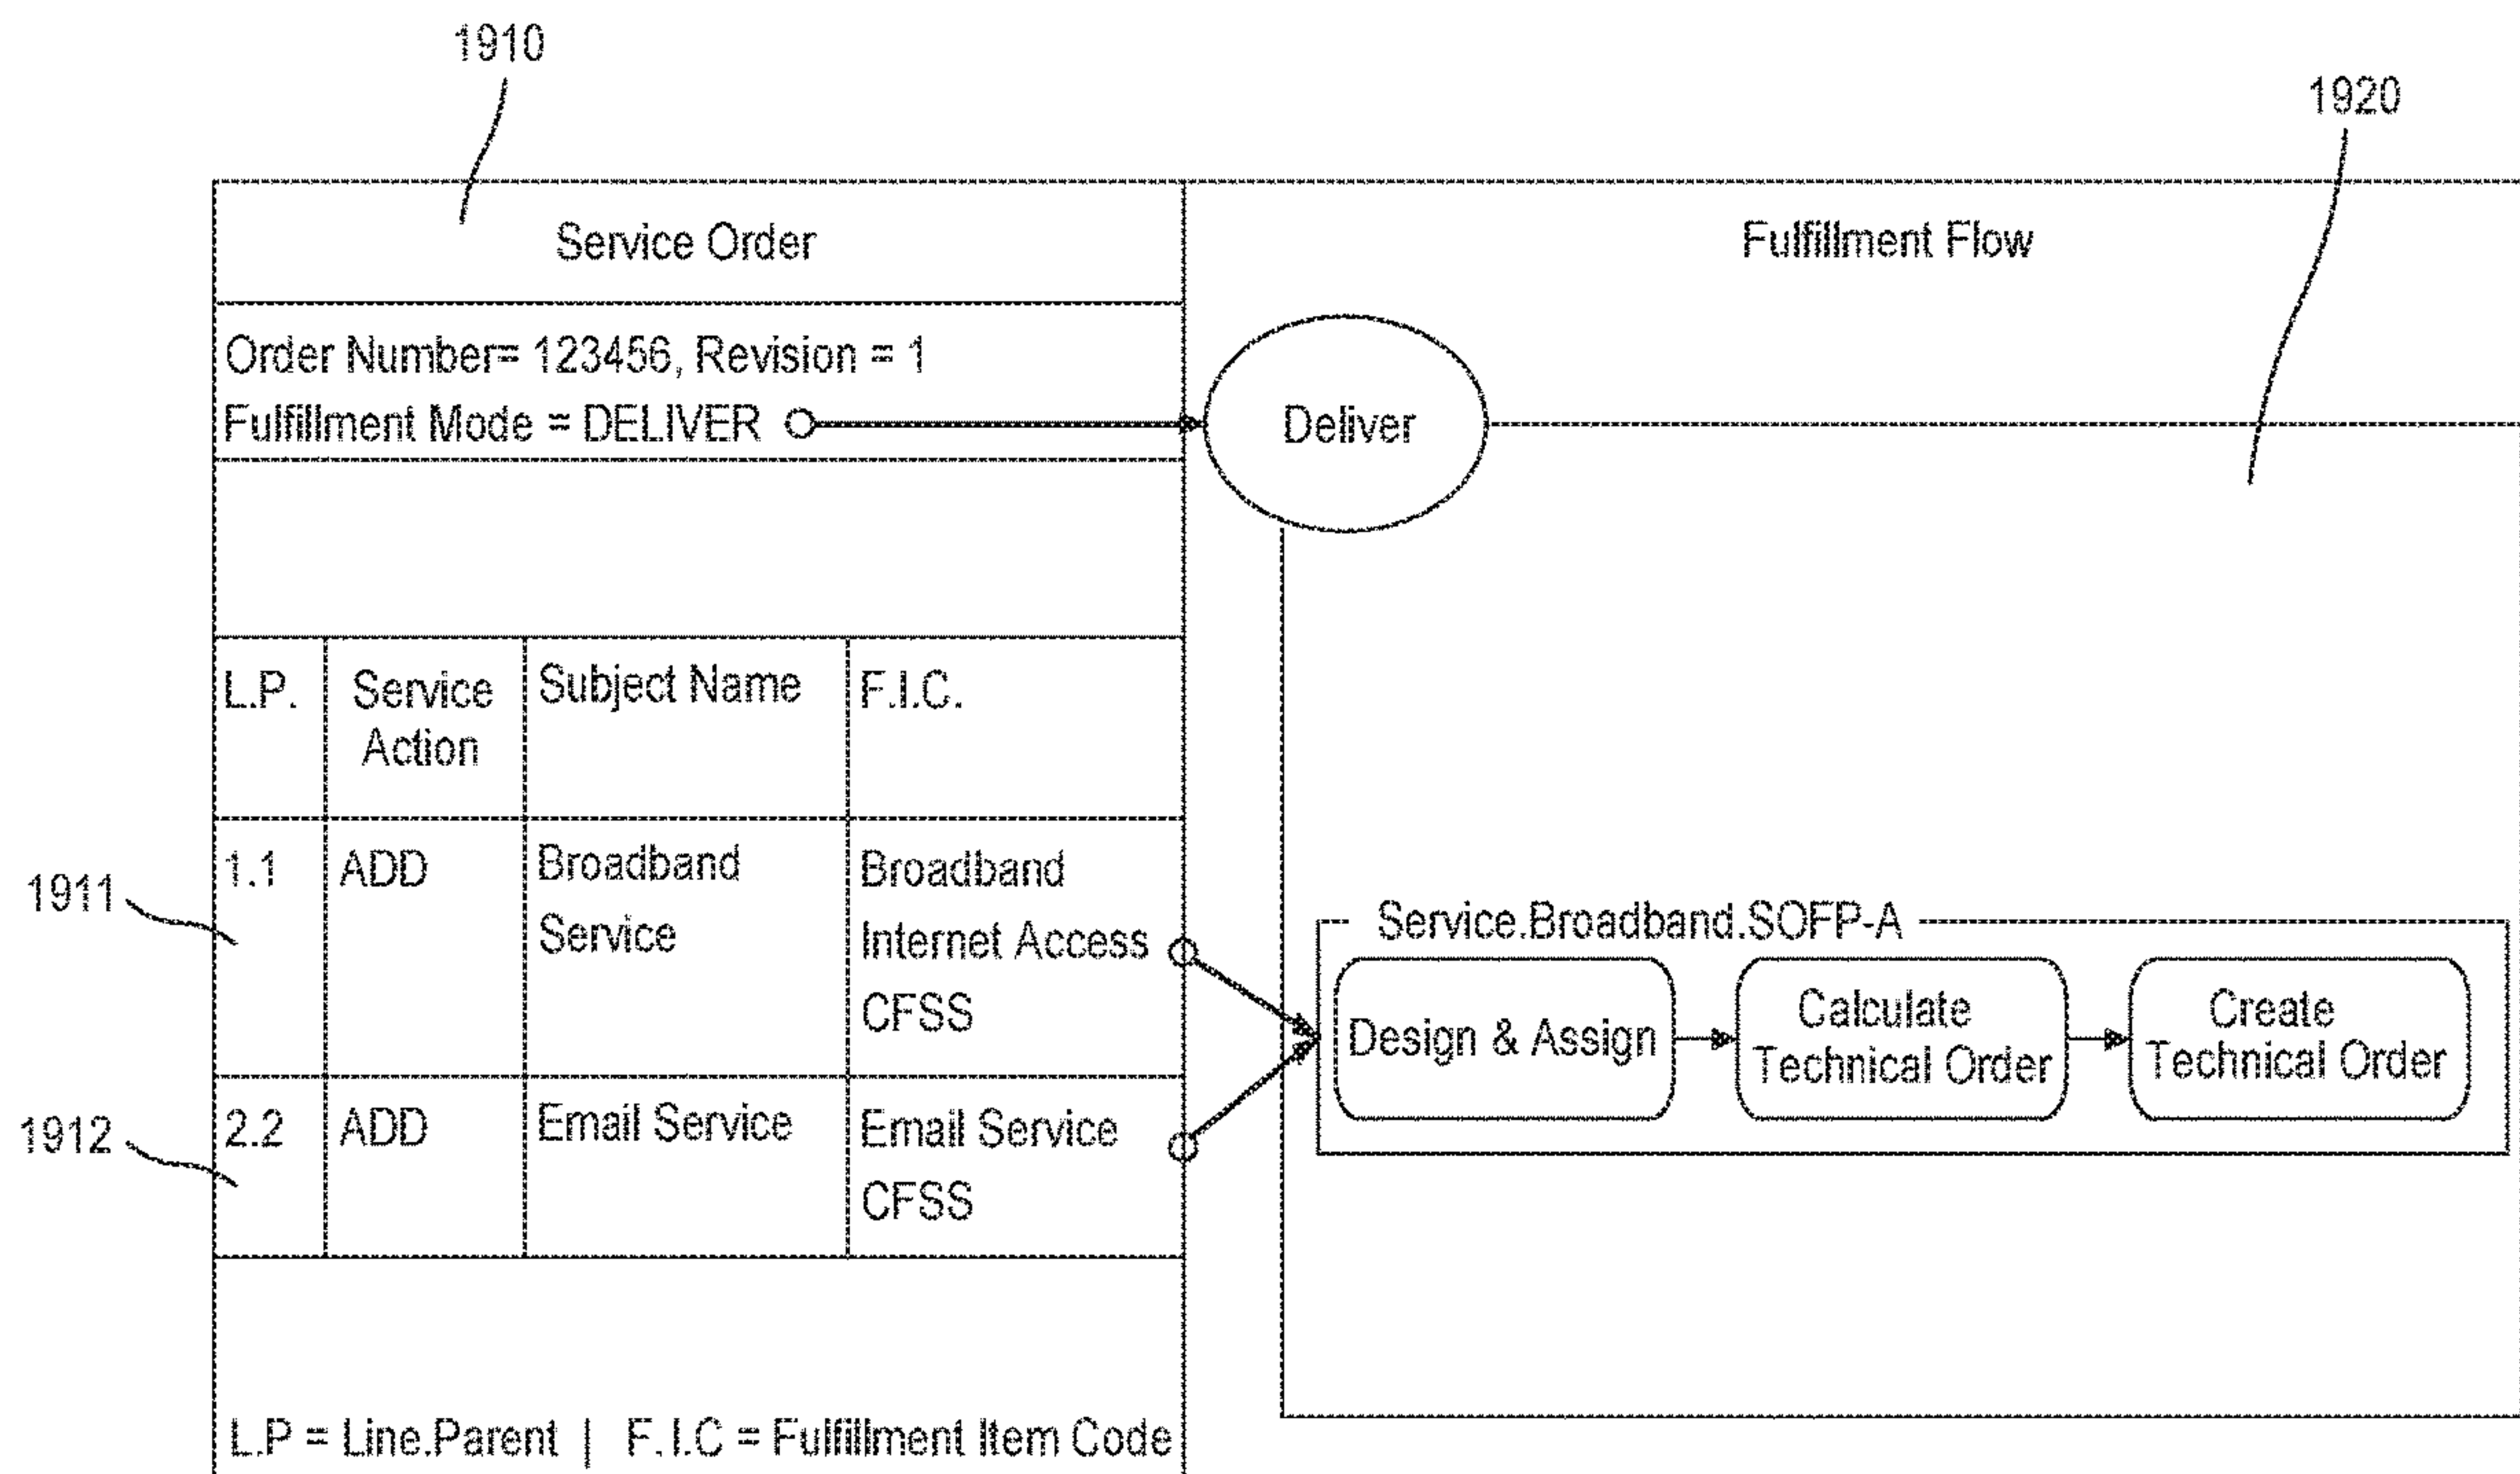 1910
1920
Service Order
Fulfillment Flow
Order Number= 123456, Revision = 1
Fulfillment Mode = DELIVER
Deliver
L.P.
Service
Action
Subject Name
F.I.C.
1911
1.1
ADD
Broadband
Service
Broadband
Internet Access
CFSS
Service.Broadband.SOFP-A
Design & Assign
Calculate
Technical Order
Create
Technical Order
1912
2.2
ADD
Email Service
Email Service
CFSS
L.P = Line.Parent | F.I.C = Fulfillment Item Code